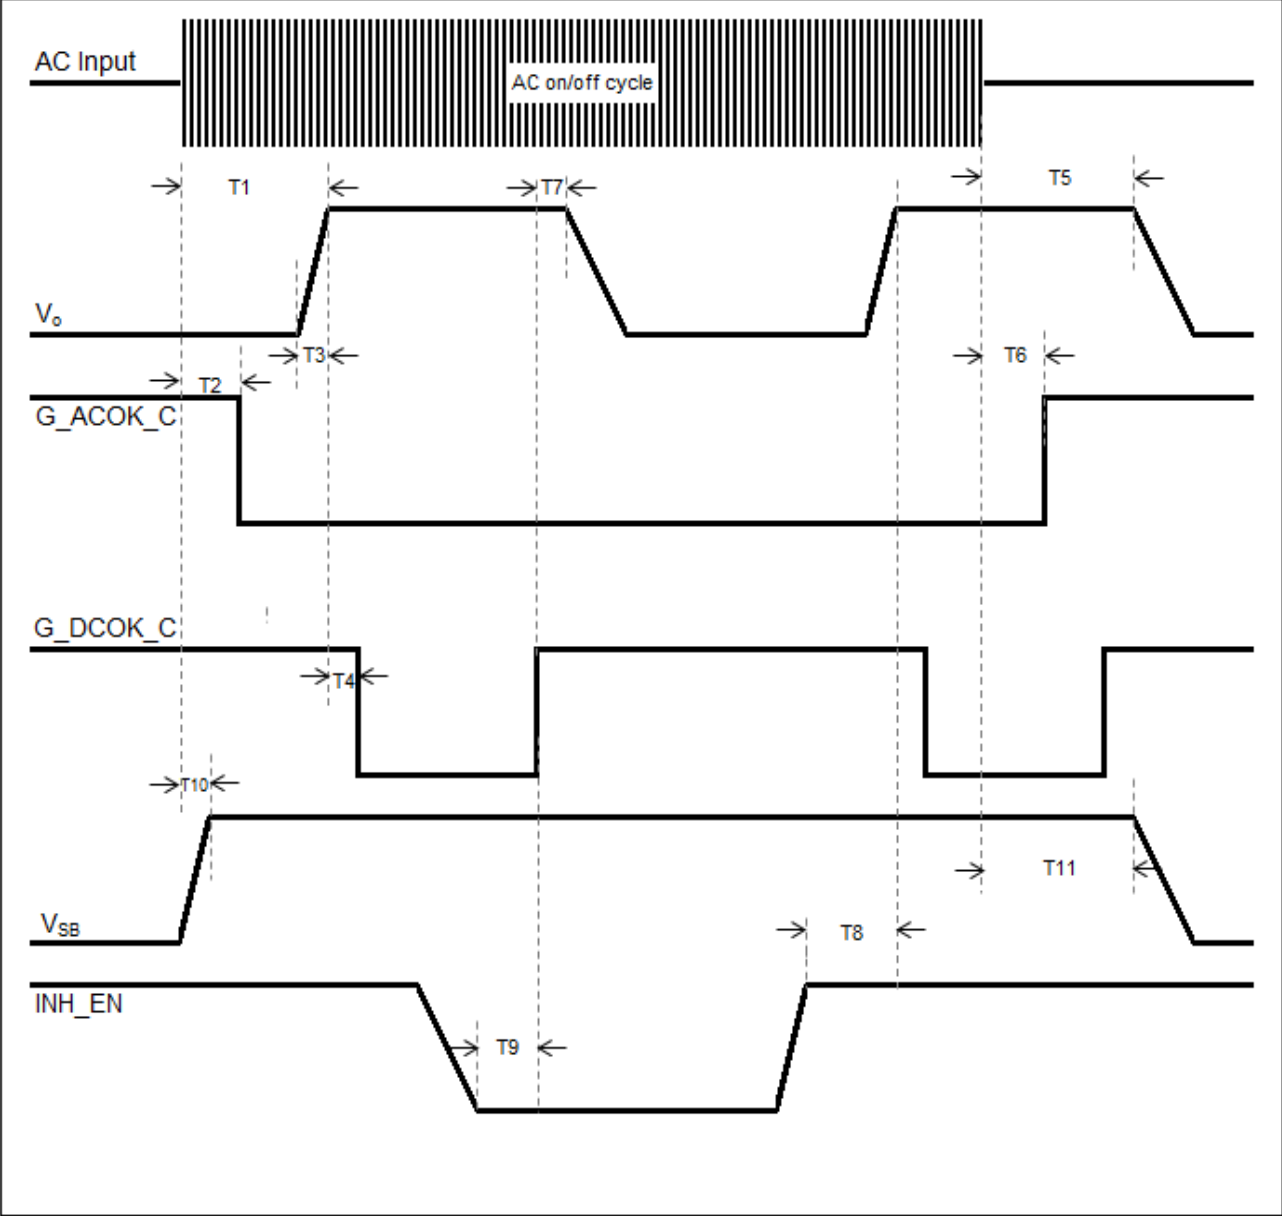 AC Input
AC on/off cycle
T1
T7
T5
Vo
T3
T6
T2
G_ACOK_C
G_DCOK_C
T4
T10
T11
VSB
T8
INH_EN
T9